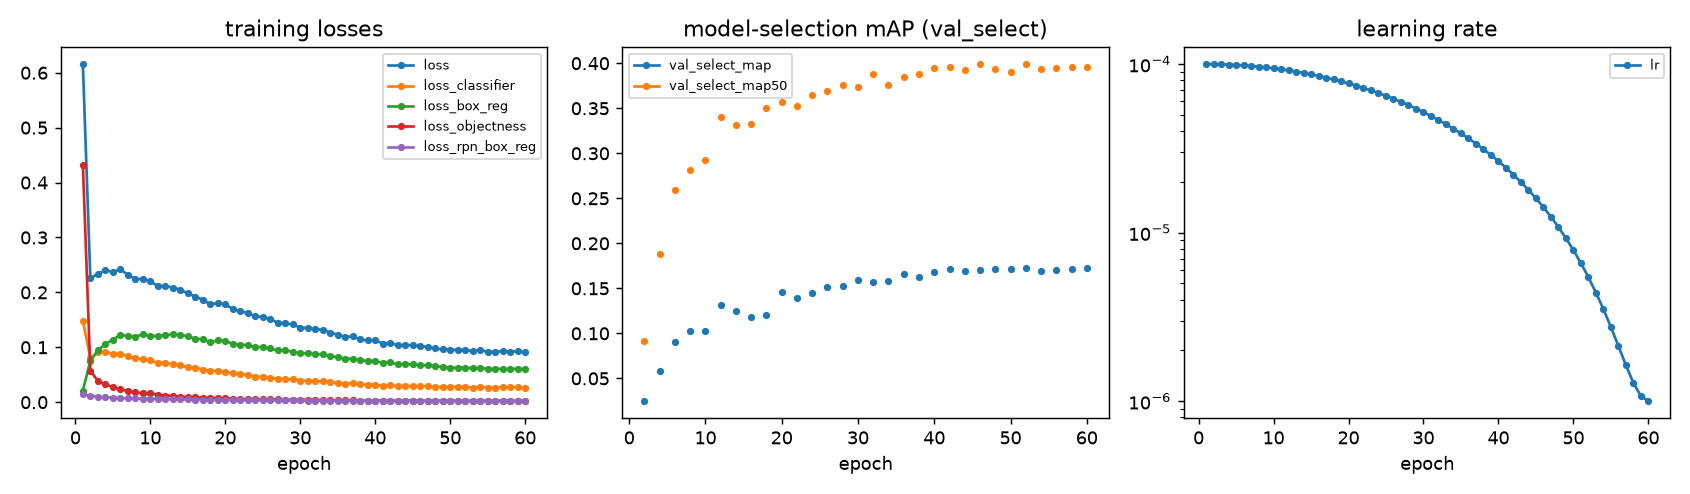 training losses
0.6
0.5
0.4
0.3
0.2
0.1
0.0
loss
loss_classifier
loss_box_reg
loss_objectness
loss_rpn_box_reg
0 10 20 30 40 50 60
epoch
model-selection mAP (val_select)
0.40
0.35
0.30
0.25
0.20
0.15
0.10
0.05
val_select_map
val_select_map50
0 10 20 30 40 50 60
epoch
learning rate
10⁻⁴
10⁻⁵
10⁻⁶
lr
0 10 20 30 40 50 60
epoch